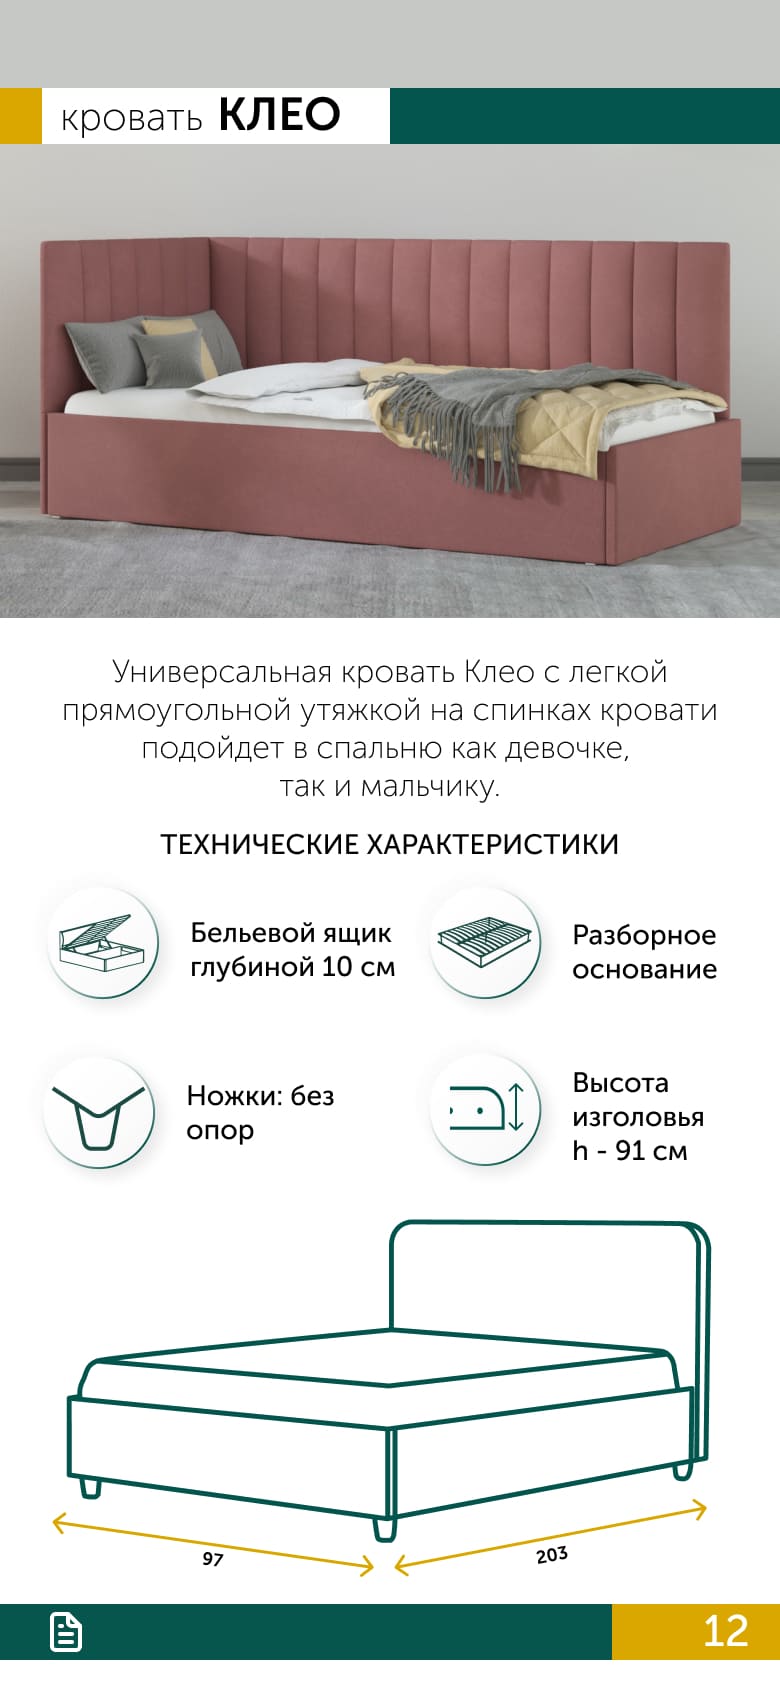 кровать КЛЕО
Универсальная кровать Клео с легкой
прямоугольной утяжкой на спинках кровати
подойдет в спальню как девочке,
так и мальчику.
ТЕХНИЧЕСКИЕ ХАРАКТЕРИСТИКИ
Бельевой ящик
глубиной 10 см
Разборное
основание
Ножки: без
опор
Высота
изголовья
h - 91 см
97
203
12